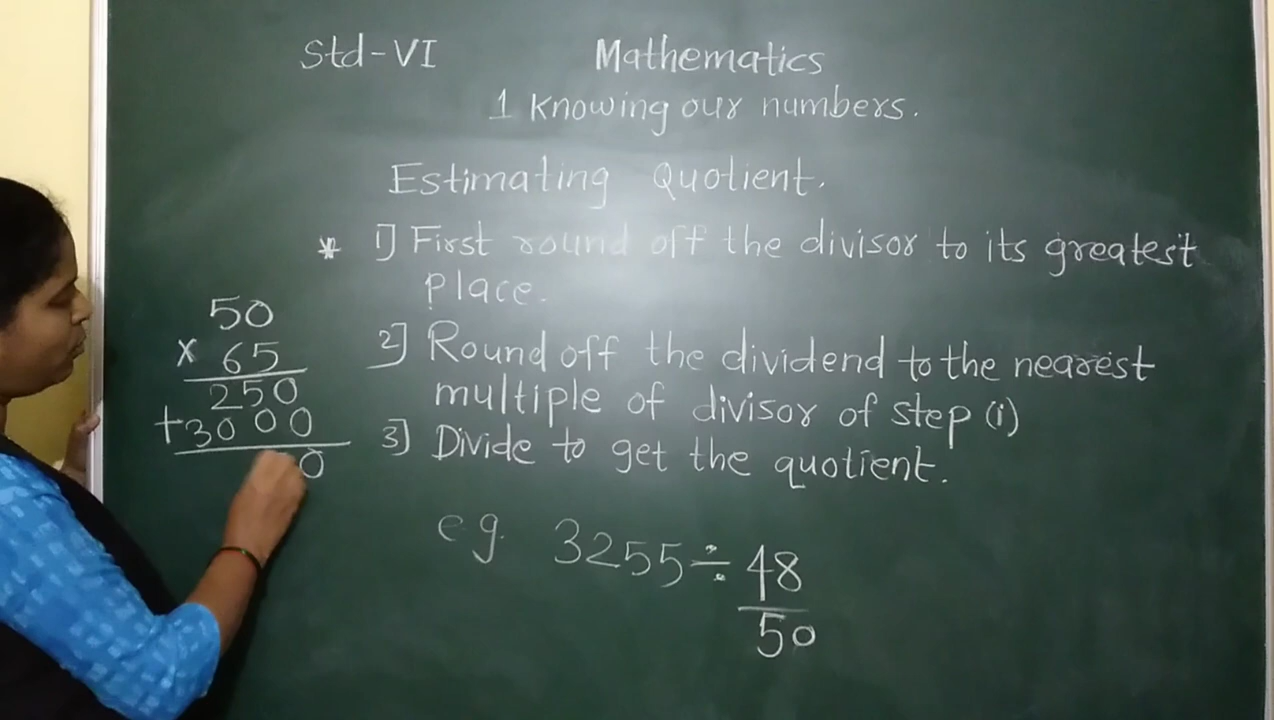 Std-VI Mathematics
1 Knowing our numbers.
Estimating Quotient.
* 1] First round off the divisor to its greatest
place.
2] Round off the dividend to the nearest
multiple of divisor of step (i)
3] Divide to get the quotient.
50
x 65
250
+3000
0
e.g. 3255÷48
50